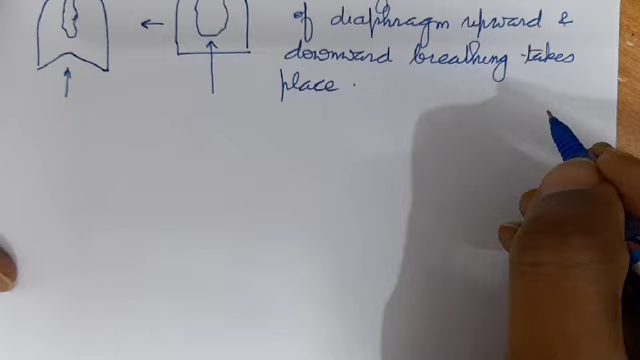 of diaphragm upward &
downward breathing takes
place .